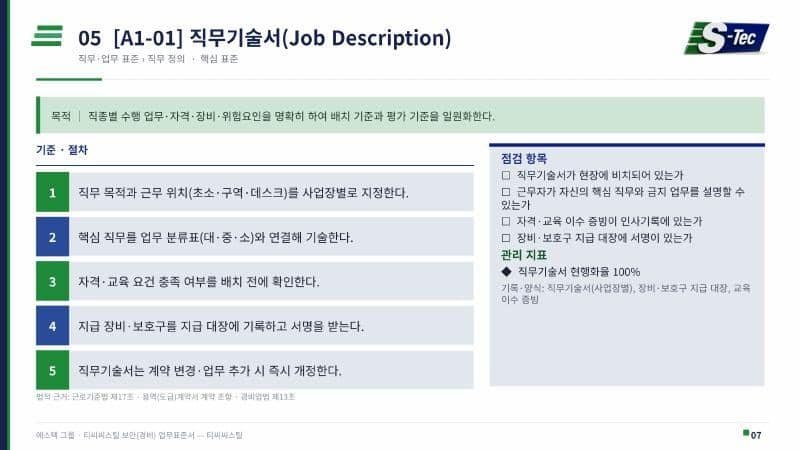 05 [A1-01] 직무기술서(Job Description)
S-Tec
직무·업무 표준 › 직무 정의 · 핵심 표준
목적 | 직종별 수행 업무·자격·장비·위험요인을 명확히 하여 배치 기준과 평가 기준을 일원화한다.
기준 · 절차
1 직무 목적과 근무 위치(초소·구역·데스크)를 사업장별로 지정한다.
2 핵심 직무를 업무 분류표(대·중·소)와 연결해 기술한다.
3 자격·교육 요건 충족 여부를 배치 전에 확인한다.
4 지급 장비·보호구를 지급 대장에 기록하고 서명을 받는다.
5 직무기술서는 계약 변경·업무 추가 시 즉시 개정한다.
법적 근거: 근로기준법 제17조 · 용역(도급)계약서 계약 조항 · 경비업법 제13조
점검 항목
☐ 직무기술서가 현장에 비치되어 있는가
☐ 근무자가 자신의 핵심 직무와 금지 업무를 설명할 수
있는가
☐ 자격·교육 이수 증빙이 인사기록에 있는가
☐ 장비·보호구 지급 대장에 서명이 있는가
관리 지표
◆ 직무기술서 현행화율 100%
기록·양식: 직무기술서(사업장별), 장비·보호구 지급 대장, 교육
이수 증빙
에스텍 그룹 · 티씨씨스틸 보안(경비) 업무표준서 — 티씨씨스틸
07